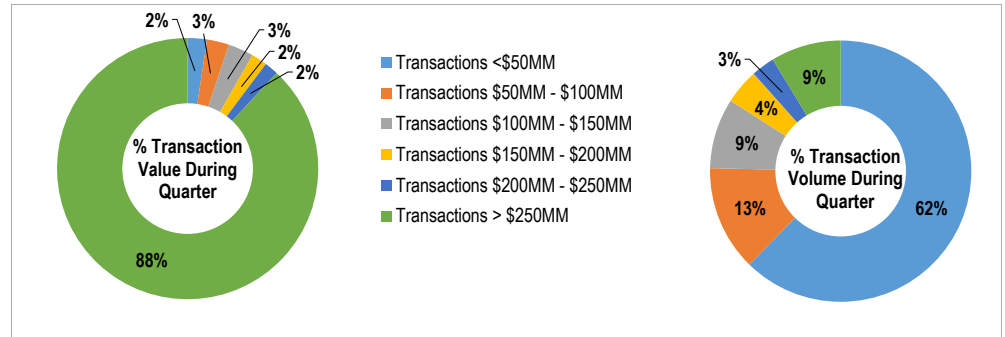 2%
3%
3%
2%
2%
88%
% Transaction
Value During
Quarter
Transactions <$50MM
Transactions $50MM - $100MM
Transactions $100MM - $150MM
Transactions $150MM - $200MM
Transactions $200MM - $250MM
Transactions > $250MM
3%
9%
4%
9%
13%
62%
% Transaction
Volume During
Quarter